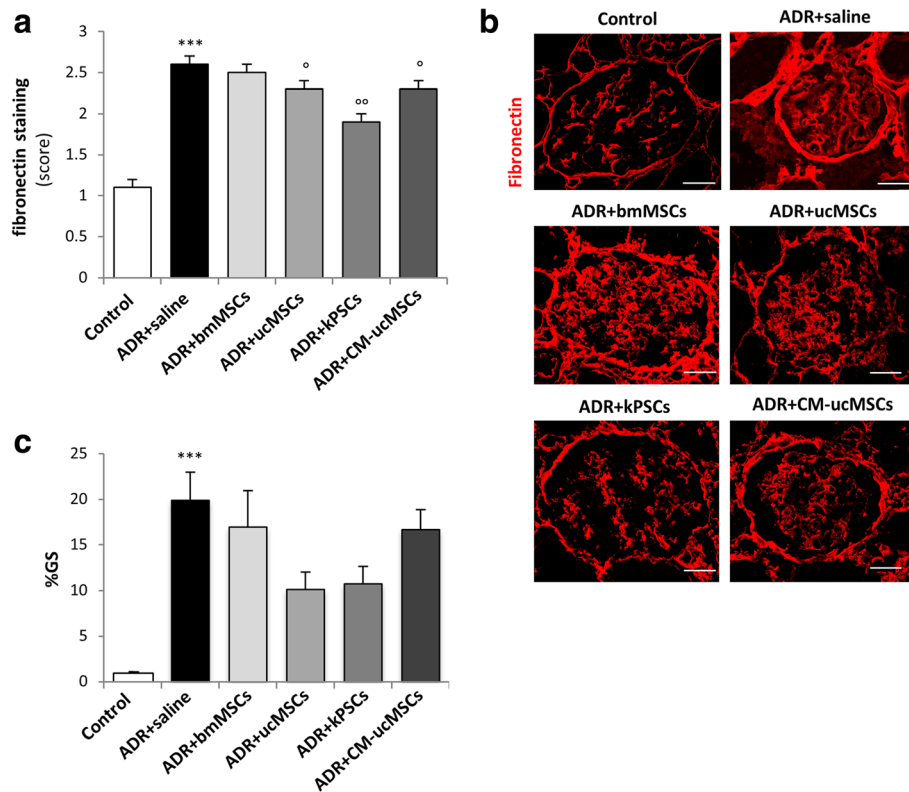 a
fibronectin staining
(score)
3
2.5
2
1.5
1
0.5
0
***
°
°°
°
Control
ADR+saline
ADR+bmMSCs
ADR+ucMSCs
ADR+kPSCs
ADR+CM-ucMSCs
b
Fibronectin
Control
ADR+saline
ADR+bmMSCs
ADR+ucMSCs
ADR+kPSCs
ADR+CM-ucMSCs
c
%GS
25
20
15
10
5
0
***
Control
ADR+saline
ADR+bmMSCs
ADR+ucMSCs
ADR+kPSCs
ADR+CM-ucMSCs